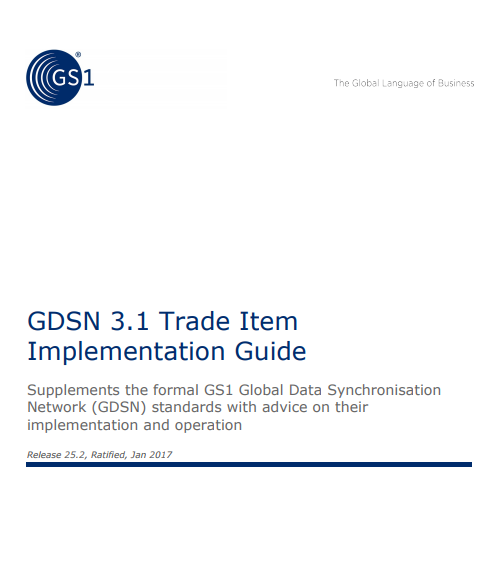 GS1®
The Global Language of Business
GDSN 3.1 Trade Item
Implementation Guide
Supplements the formal GS1 Global Data Synchronisation
Network (GDSN) standards with advice on their
implementation and operation
Release 25.2, Ratified, Jan 2017